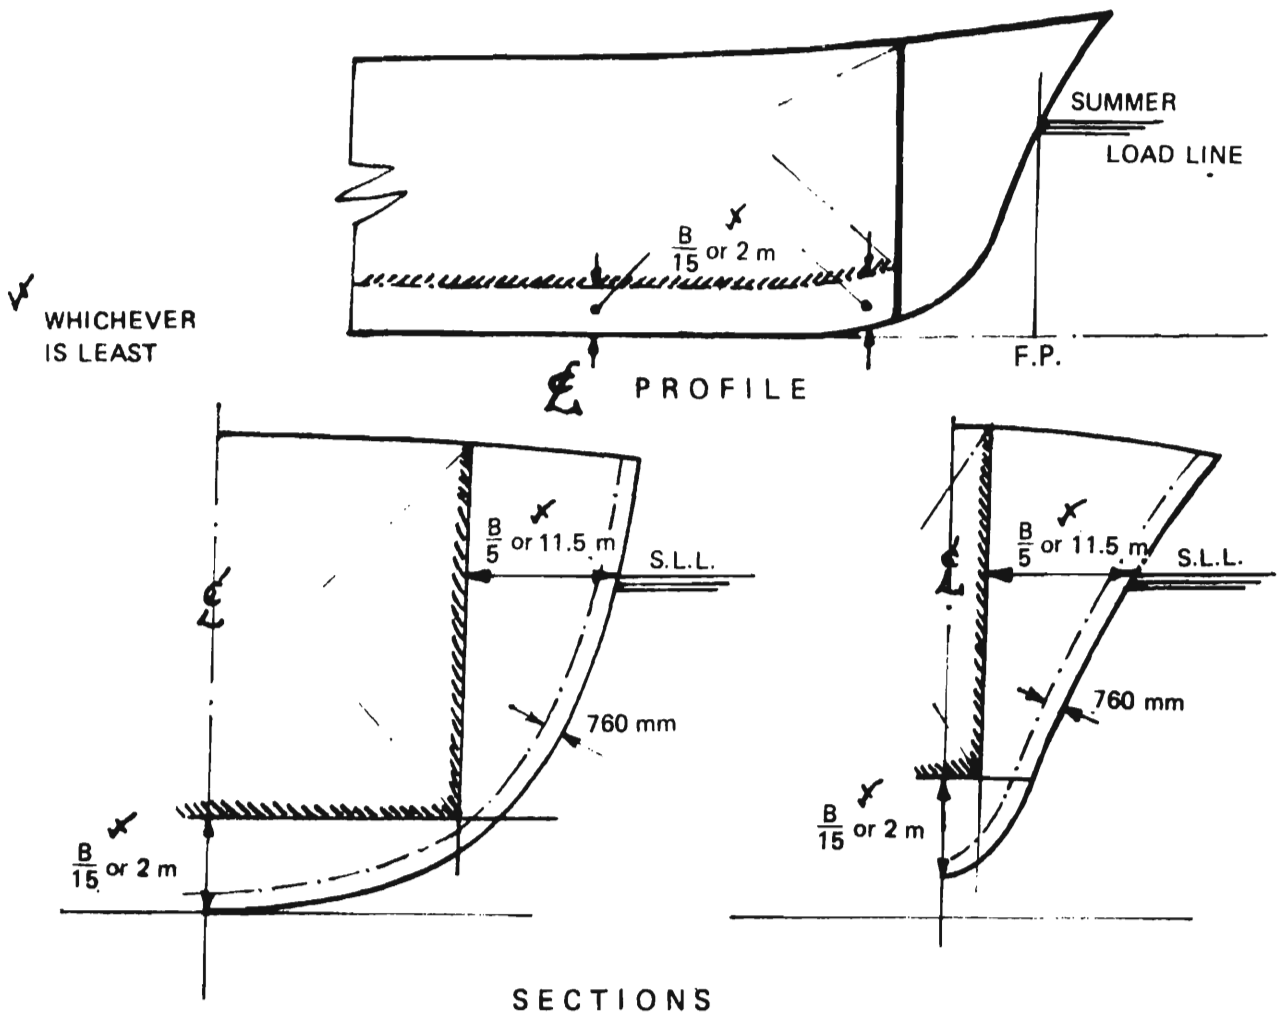 SUMMER
LOAD LINE
B/15 or 2 m
WHICHEVER
IS LEAST
F.P.
℄ PROFILE
B/5 or 11.5 m
S.L.L.
B/5 or 11.5 m
S.L.L.
℄
℄
760 mm
760 mm
B/15 or 2 m
B/15 or 2 m
SECTIONS